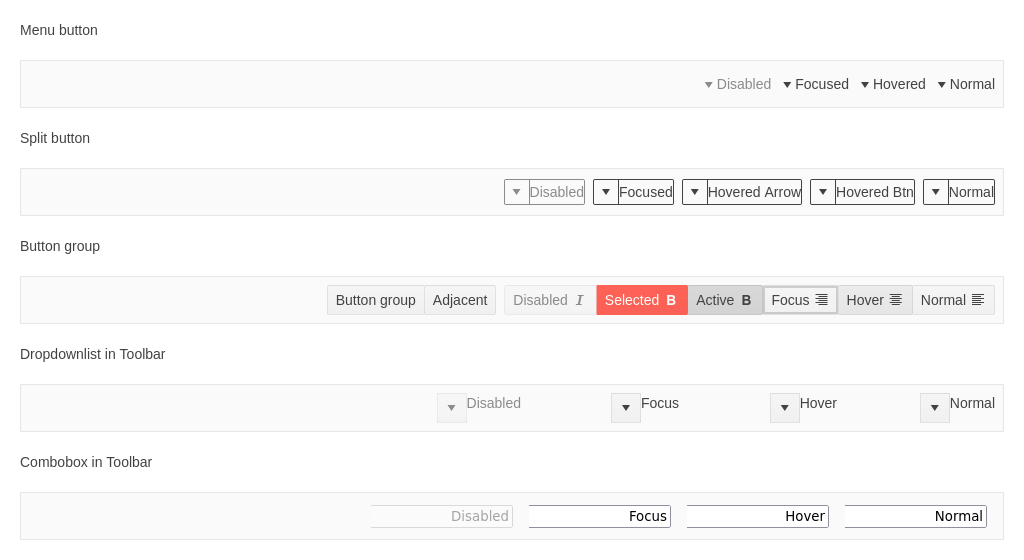 Menu button
Disabled Focused Hovered Normal
Split button
Disabled Focused Hovered Arrow Hovered Btn Normal
Button group
Button group Adjacent Disabled I Selected B Active B Focus Hover Normal
Dropdownlist in Toolbar
Disabled Focus Hover Normal
Combobox in Toolbar
Disabled Focus Hover Normal